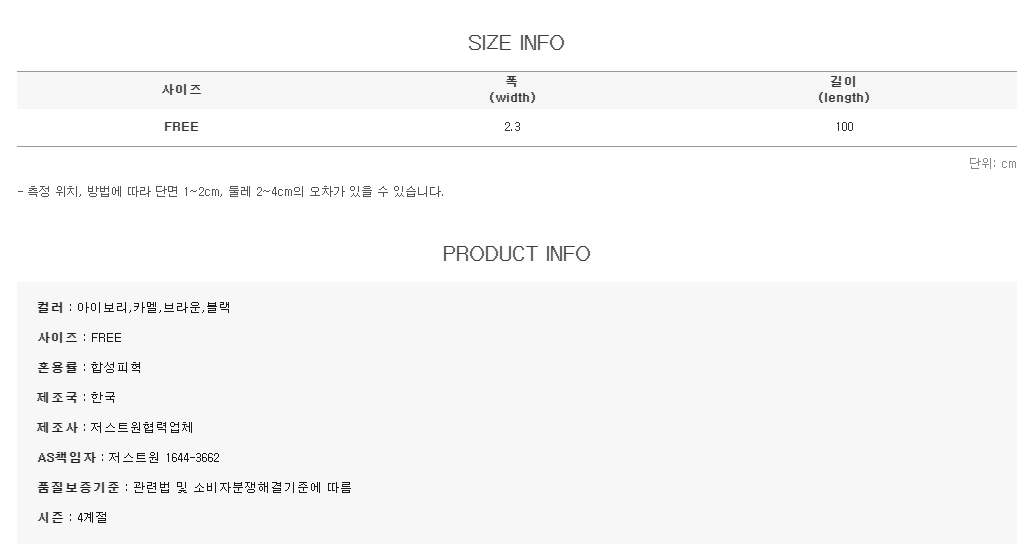 SIZE INFO
사이즈 폭 (width) 길이 (length)
FREE 2.3 100
단위: cm
- 측정 위치, 방법에 따라 단면 1~2cm, 둘레 2~4cm의 오차가 있을 수 있습니다.
PRODUCT INFO
컬러 : 아이보리,카멜,브라운,블랙
사이즈 : FREE
혼용률 : 합성피혁
제조국 : 한국
제조사 : 저스트원협력업체
AS책임자 : 저스트원 1644-3662
품질보증기준 : 관련법 및 소비자분쟁해결기준에 따름
시즌 : 4계절